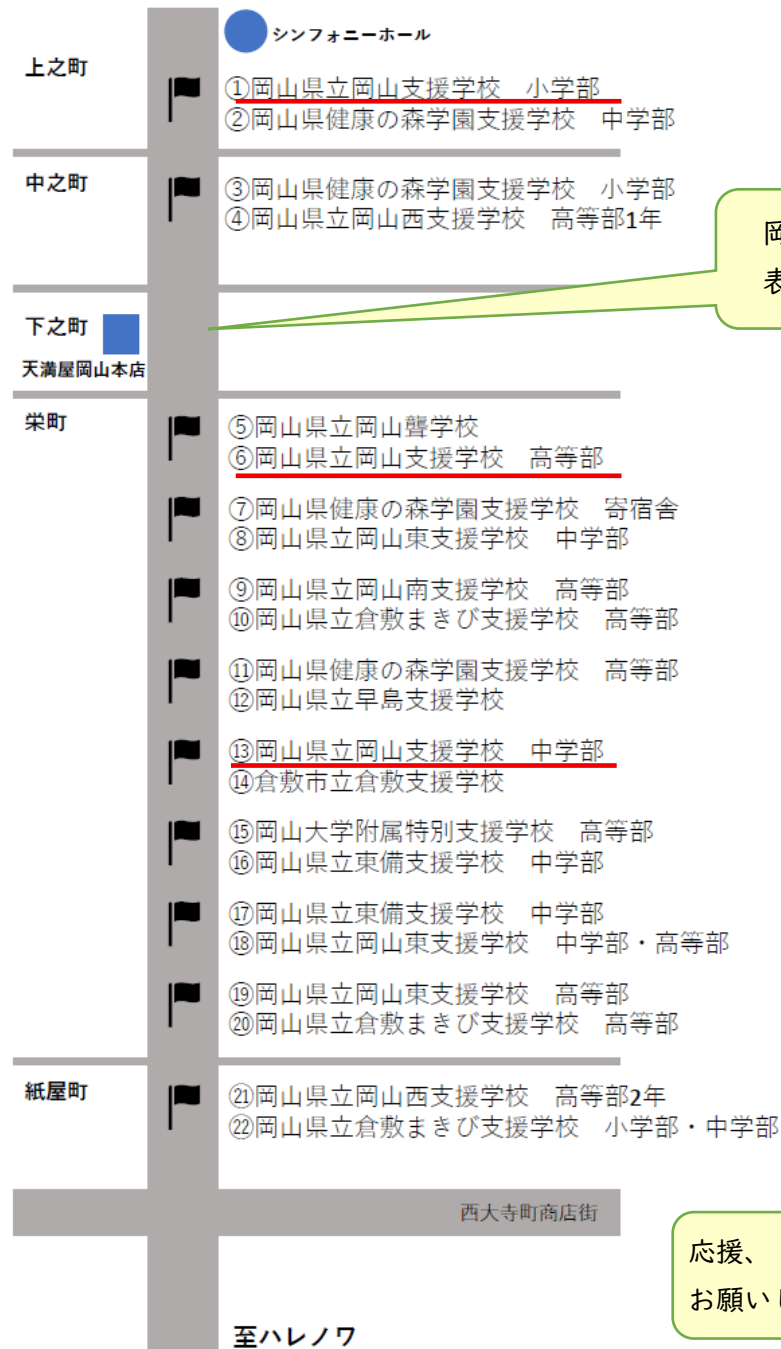 シンフォニーホール
上之町
①岡山県立岡山支援学校　小学部
②岡山県健康の森学園支援学校　中学部
中之町
③岡山県健康の森学園支援学校　小学部
④岡山県立岡山西支援学校　高等部1年
岡
表
下之町
天満屋岡山本店
栄町
⑤岡山県立岡山聾学校
⑥岡山県立岡山支援学校　高等部
⑦岡山県健康の森学園支援学校　寄宿舎
⑧岡山県立岡山東支援学校　中学部
⑨岡山県立岡山南支援学校　高等部
⑩岡山県立倉敷まきび支援学校　高等部
⑪岡山県健康の森学園支援学校　高等部
⑫岡山県立早島支援学校
⑬岡山県立岡山支援学校　中学部
⑭倉敷市立倉敷支援学校
⑮岡山大学附属特別支援学校　高等部
⑯岡山県立東備支援学校　中学部
⑰岡山県立東備支援学校　中学部
⑱岡山県立岡山東支援学校　中学部・高等部
⑲岡山県立岡山東支援学校　高等部
⑳岡山県立倉敷まきび支援学校　高等部
紙屋町
㉑岡山県立岡山西支援学校　高等部2年
㉒岡山県立倉敷まきび支援学校　小学部・中学部
西大寺町商店街
応援、
お願い
至ハレノワ